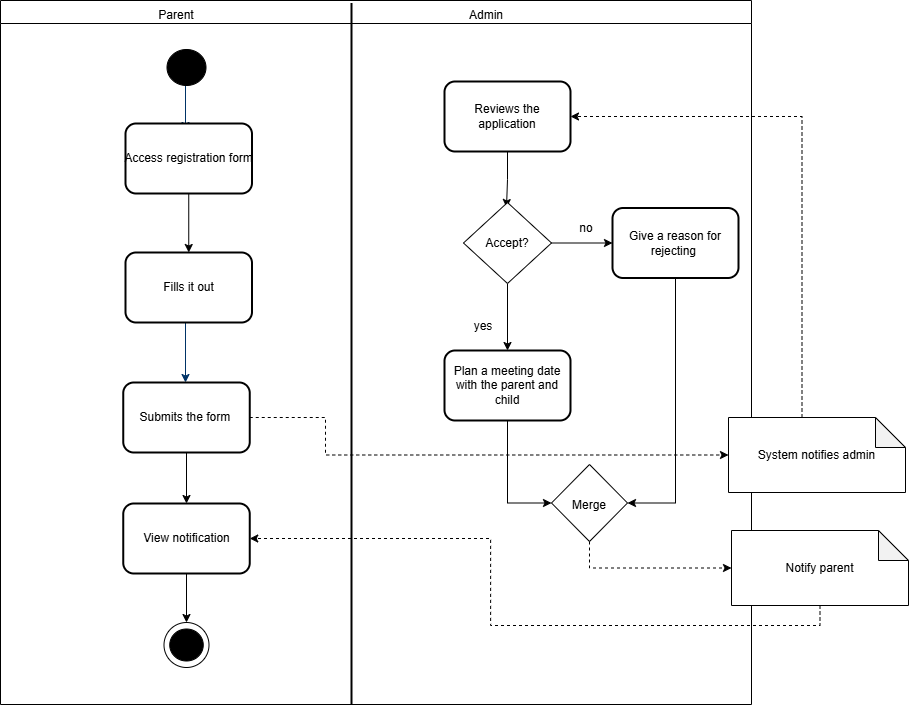 Parent
Admin
Access registration form
Fills it out
Submits the form
View notification
Reviews the
application
Accept?
no
Give a reason for
rejecting
yes
Plan a meeting date
with the parent and
child
Merge
System notifies admin
Notify parent